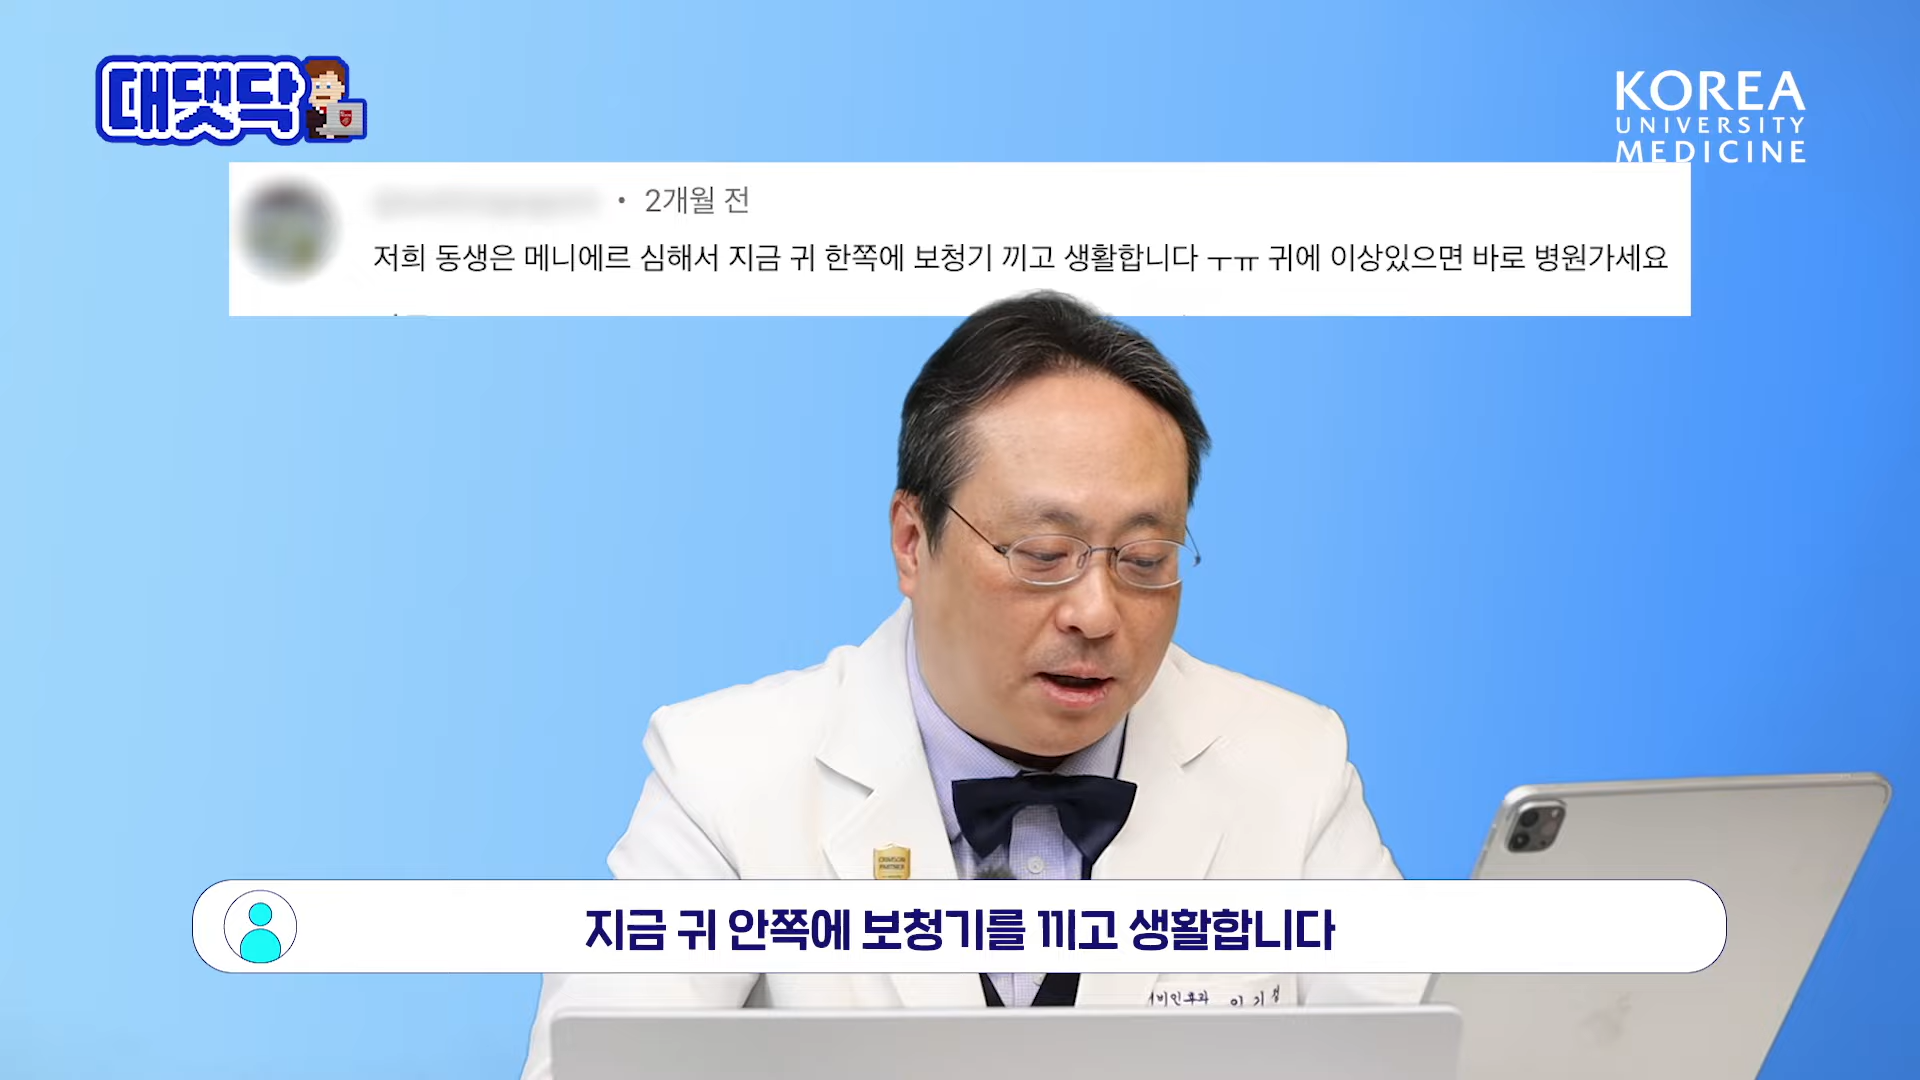 대댓닥
KOREA
UNIVERSITY
MEDICINE
• 2개월 전
저희 동생은 메니에르 심해서 지금 귀 한쪽에 보청기 끼고 생활합니다 ㅜㅠ 귀에 이상있으면 바로 병원가세요
CRIMSON
PARTNER
지금 귀 안쪽에 보청기를 끼고 생활합니다